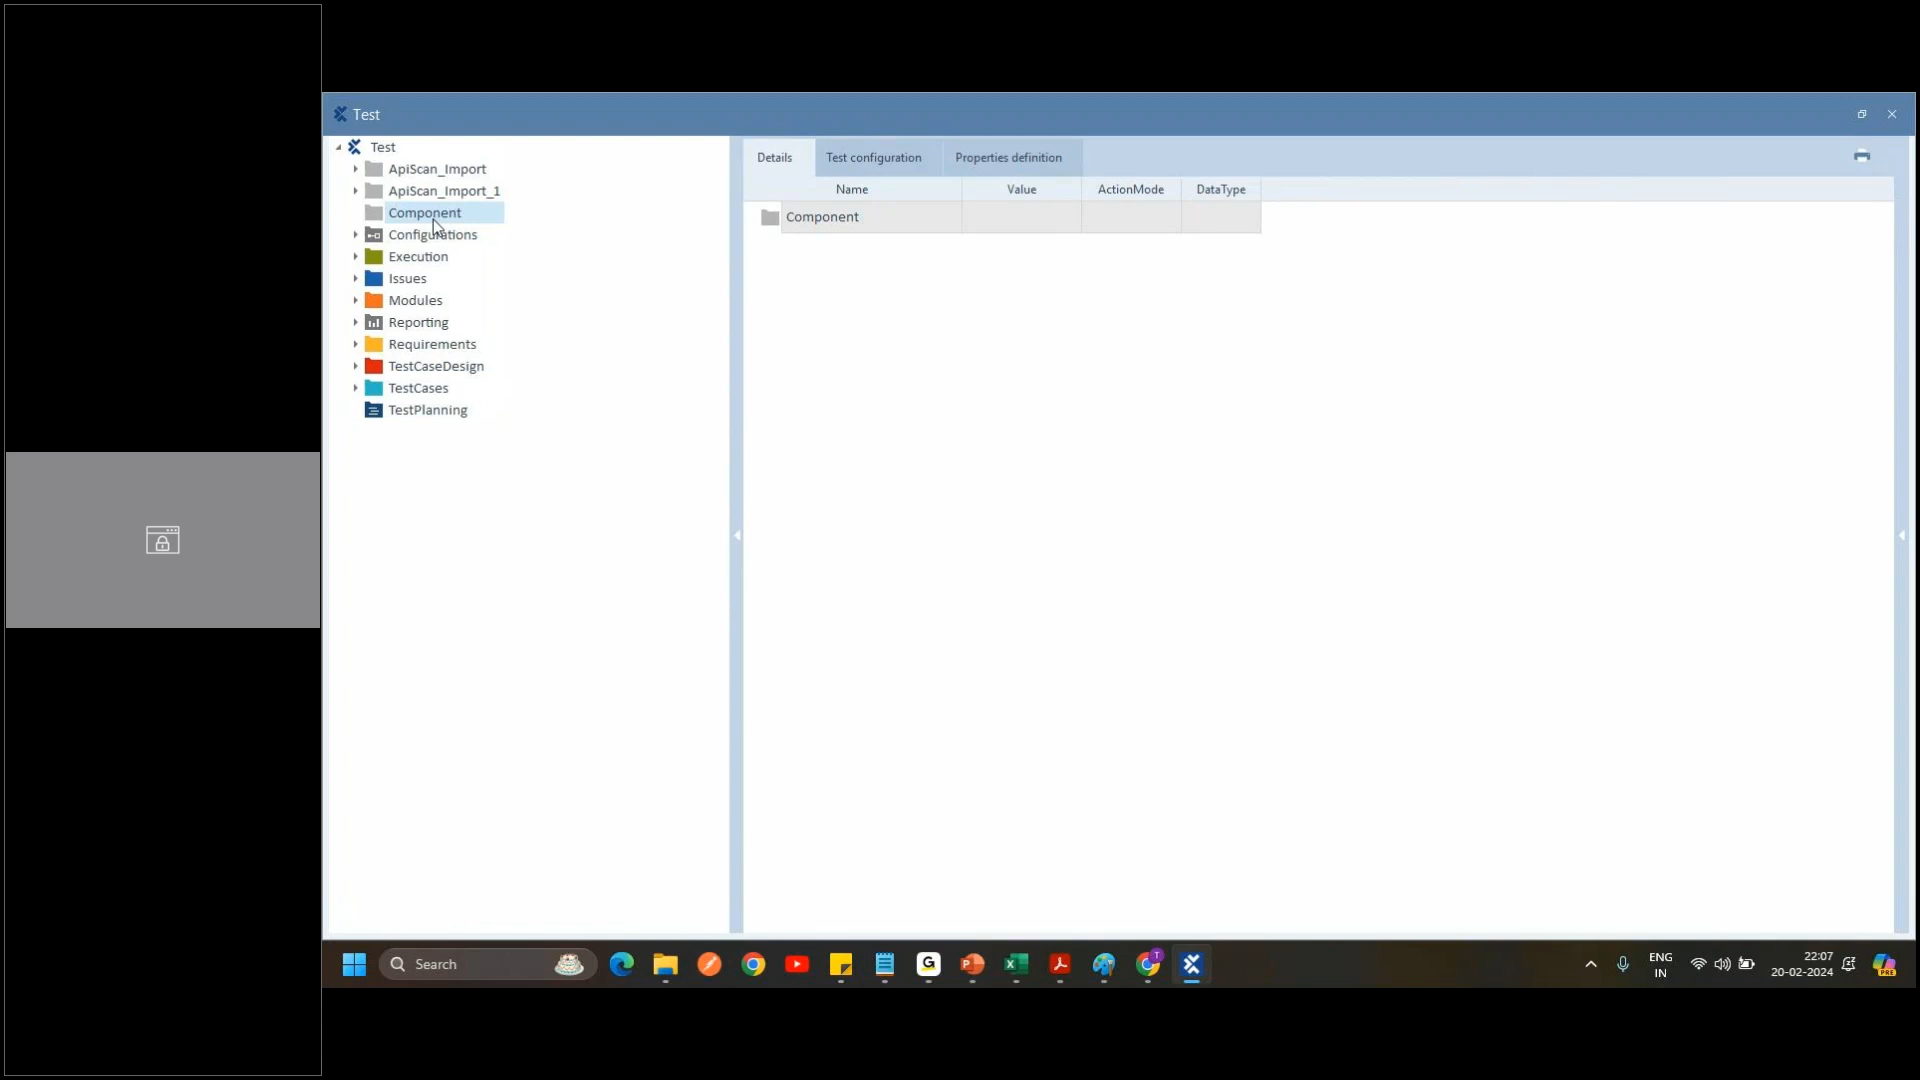 Test
Test
ApiScan_Import
ApiScan_Import_1
Component
Configurations
Execution
Issues
Modules
Reporting
Requirements
TestCaseDesign
TestCases
TestPlanning
Details Test configuration Properties definition
Name Value ActionMode DataType
Component
Search
ENG
IN
22:07
20-02-2024
PRE